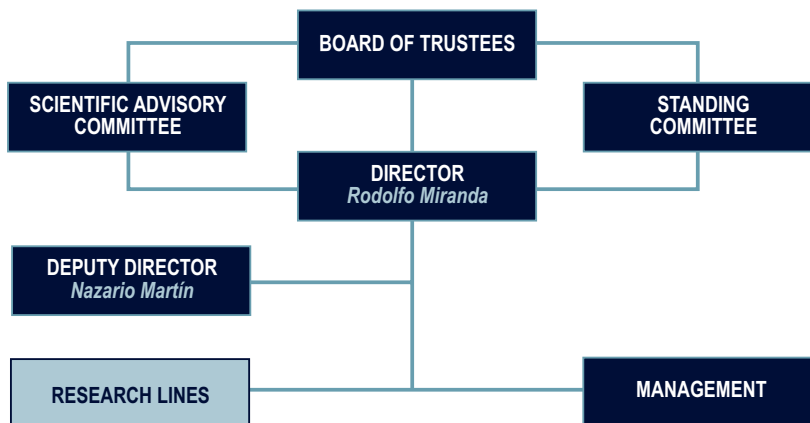 BOARD OF TRUSTEES
SCIENTIFIC ADVISORY
COMMITTEE
STANDING
COMMITTEE
DIRECTOR
Rodolfo Miranda
DEPUTY DIRECTOR
Nazario Martín
RESEARCH LINES
MANAGEMENT